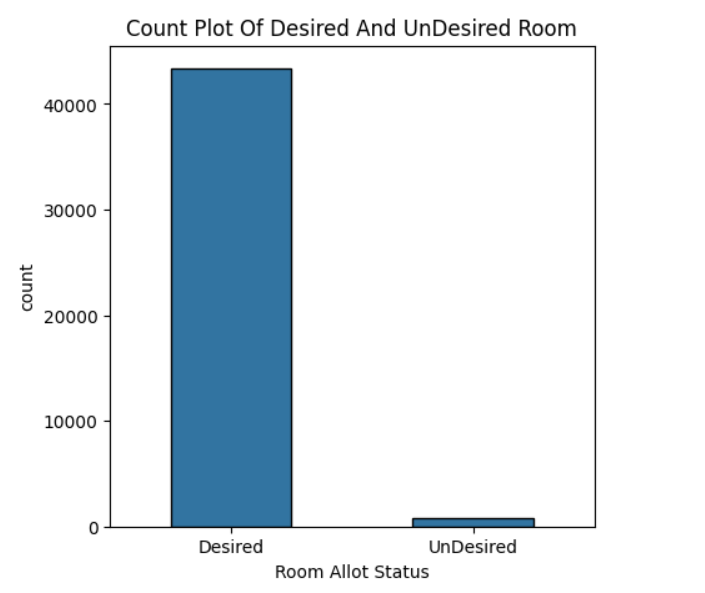 Count Plot Of Desired And UnDesired Room
40000
30000
20000
10000
0
count
Desired UnDesired
Room Allot Status